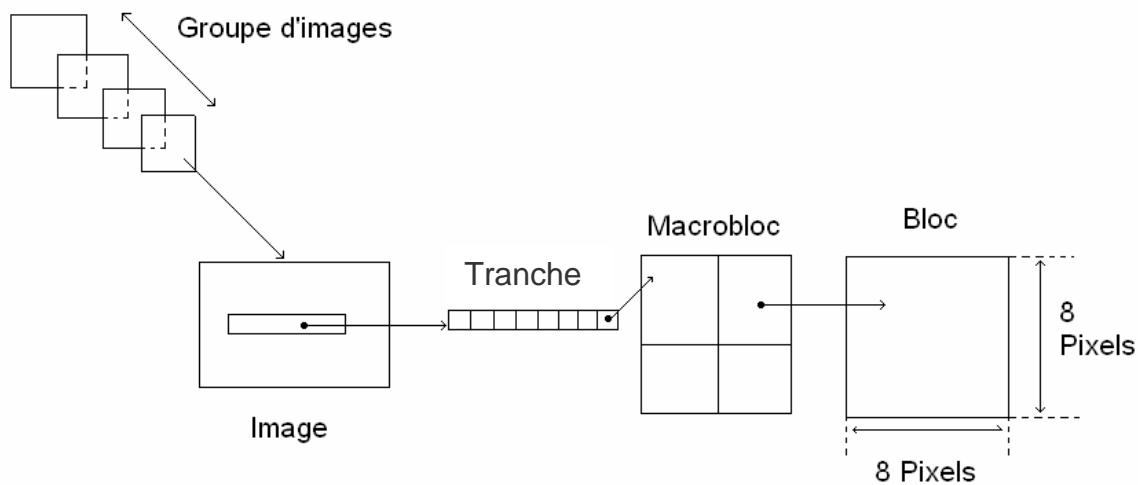 Groupe d'images
Macrobloc
Bloc
Tranche
8
Pixels
Image
8 Pixels